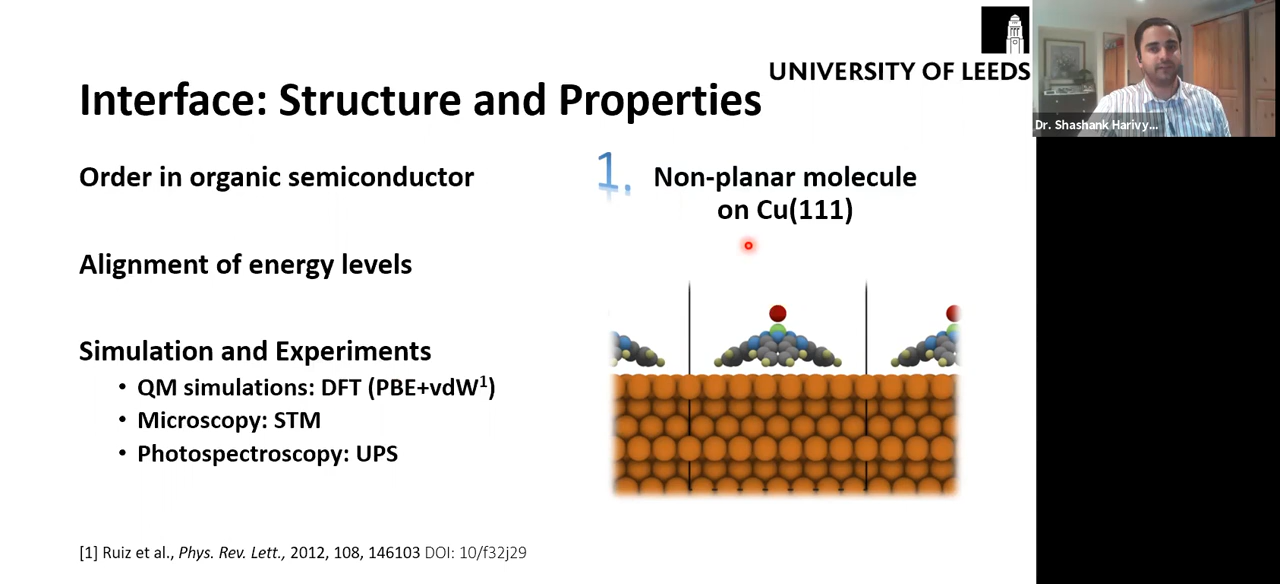 UNIVERSITY OF LEEDS
Dr. Shashank Harivy...
Interface: Structure and Properties
Order in organic semiconductor
Alignment of energy levels
Simulation and Experiments
• QM simulations: DFT (PBE+vdW¹)
• Microscopy: STM
• Photospectroscopy: UPS
1. Non-planar molecule
on Cu(111)
[1] Ruiz et al., Phys. Rev. Lett., 2012, 108, 146103 DOI: 10/f32j29